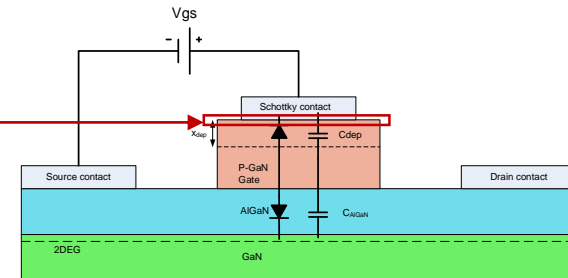 Vgs
- +
Schottky contact
xdep
Cdep
P-GaN
Gate
Source contact
Drain contact
AlGaN
CAlGaN
2DEG
GaN